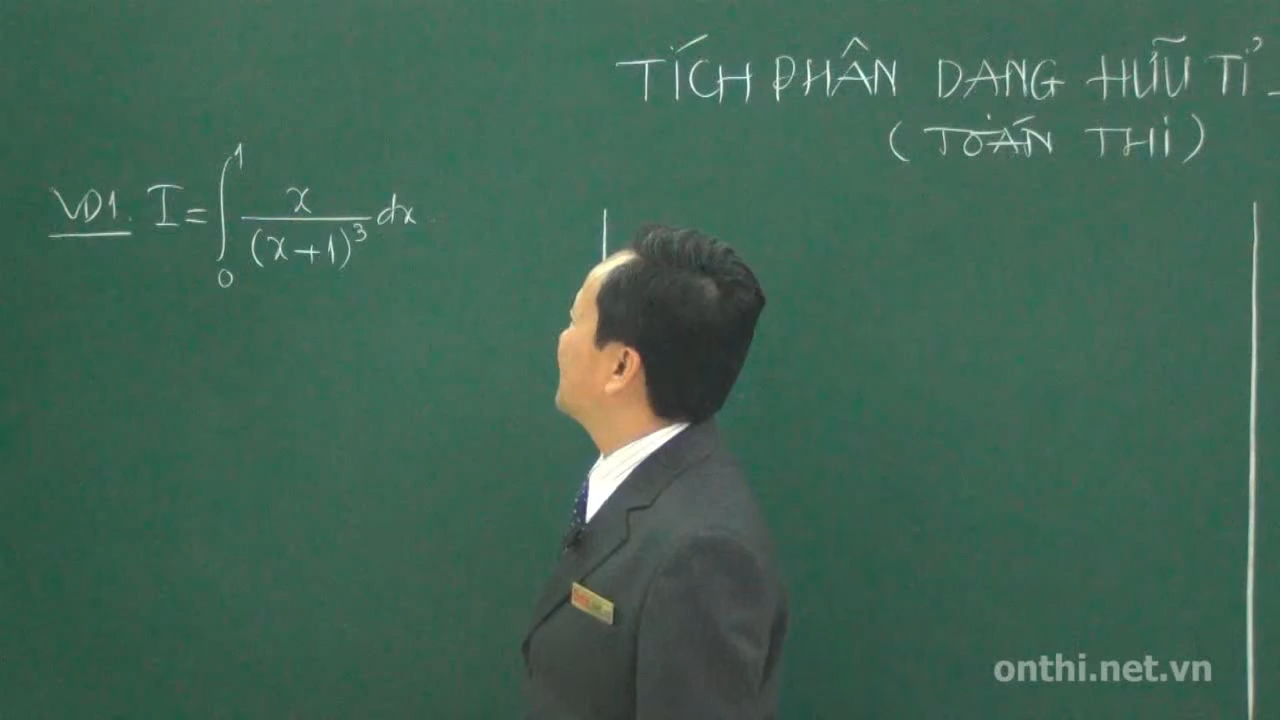 TÍCH PHÂN DẠNG HỮU TỈ
(TOÁN THI)
VD1. I = ∫₀¹ x/(x+1)³ dx
onthi.net.vn